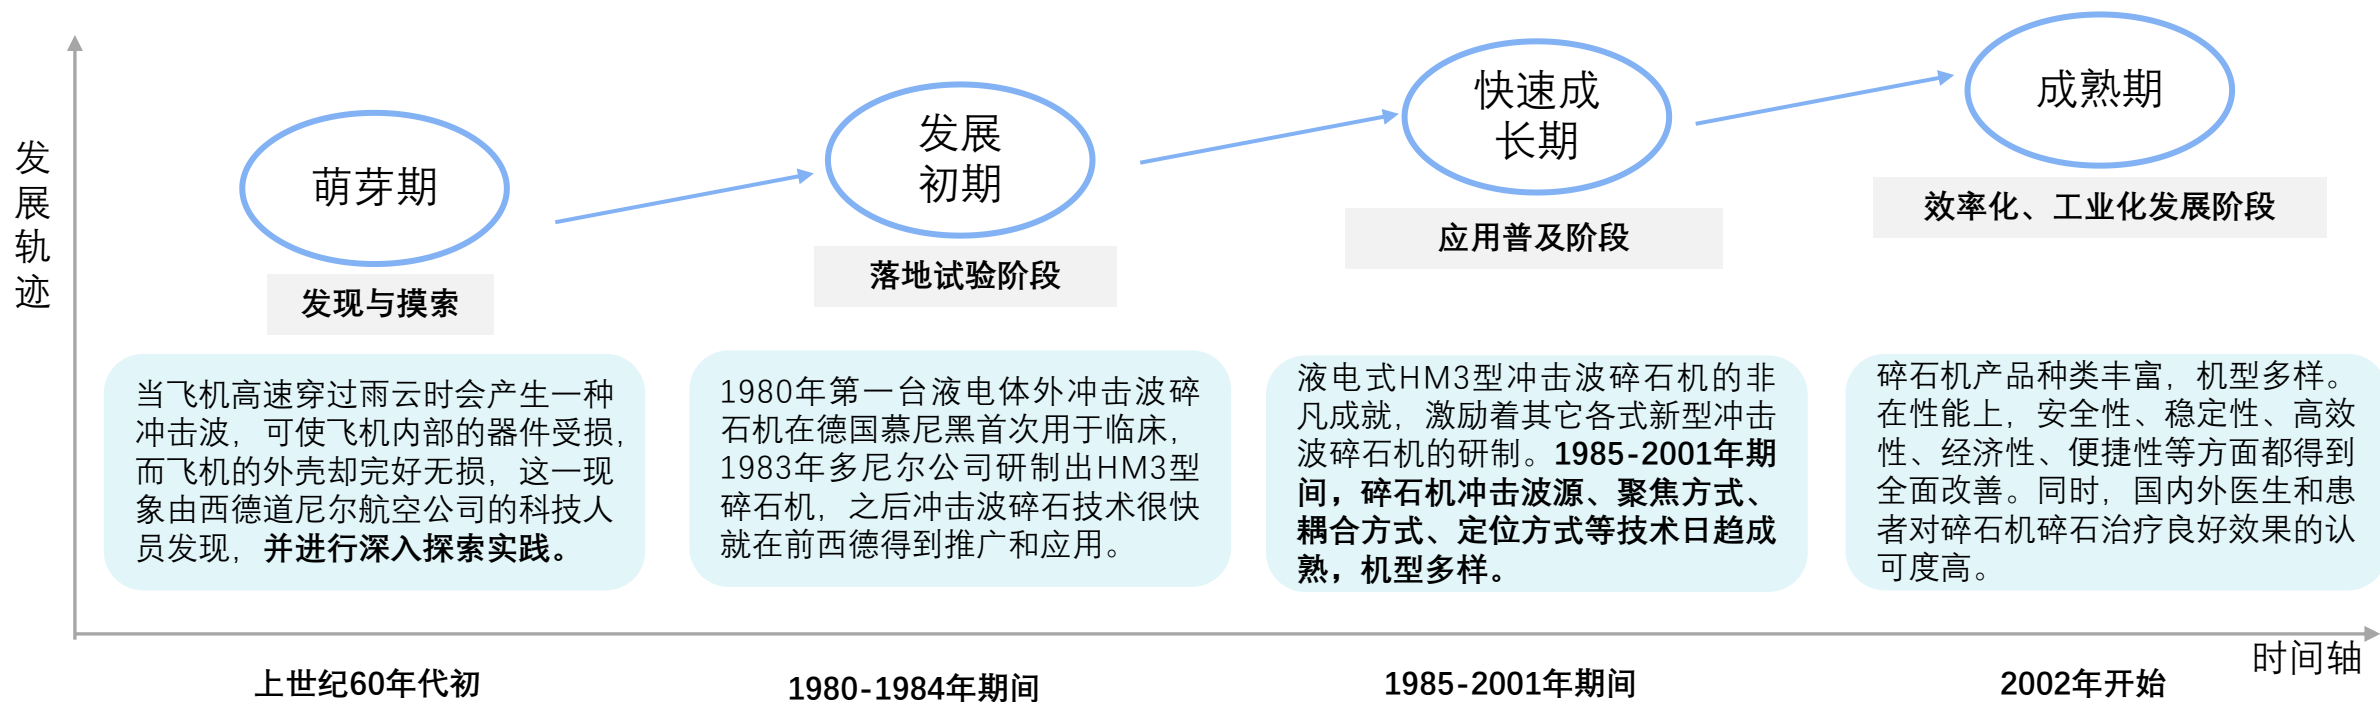 发
展
轨
迹
萌芽期
发现与摸索
当飞机高速穿过雨云时会产生一种
冲击波，可使飞机内部的器件受损，
而飞机的外壳却完好无损，这一现
象由西德道尼尔航空公司的科技人
员发现，并进行深入探索实践。
上世纪60年代初
发展
初期
落地试验阶段
1980年第一台液电体外冲击波碎
石机在德国慕尼黑首次用于临床，
1983年多尼尔公司研制出HM3型
碎石机，之后冲击波碎石技术很快
就在前西德得到推广和应用。
1980-1984年期间
快速成
长期
应用普及阶段
液电式HM3型冲击波碎石机的非
凡成就，激励着其它各式新型冲击
波碎石机的研制。1985-2001年期
间，碎石机冲击波源、聚焦方式、
耦合方式、定位方式等技术日趋成
熟，机型多样。
1985-2001年期间
成熟期
效率化、工业化发展阶段
碎石机产品种类丰富，机型多样。
在性能上，安全性、稳定性、高效
性、经济性、便捷性等方面都得到
全面改善。同时，国内外医生和患
者对碎石机碎石治疗良好效果的认
可度高。
2002年开始
时间轴